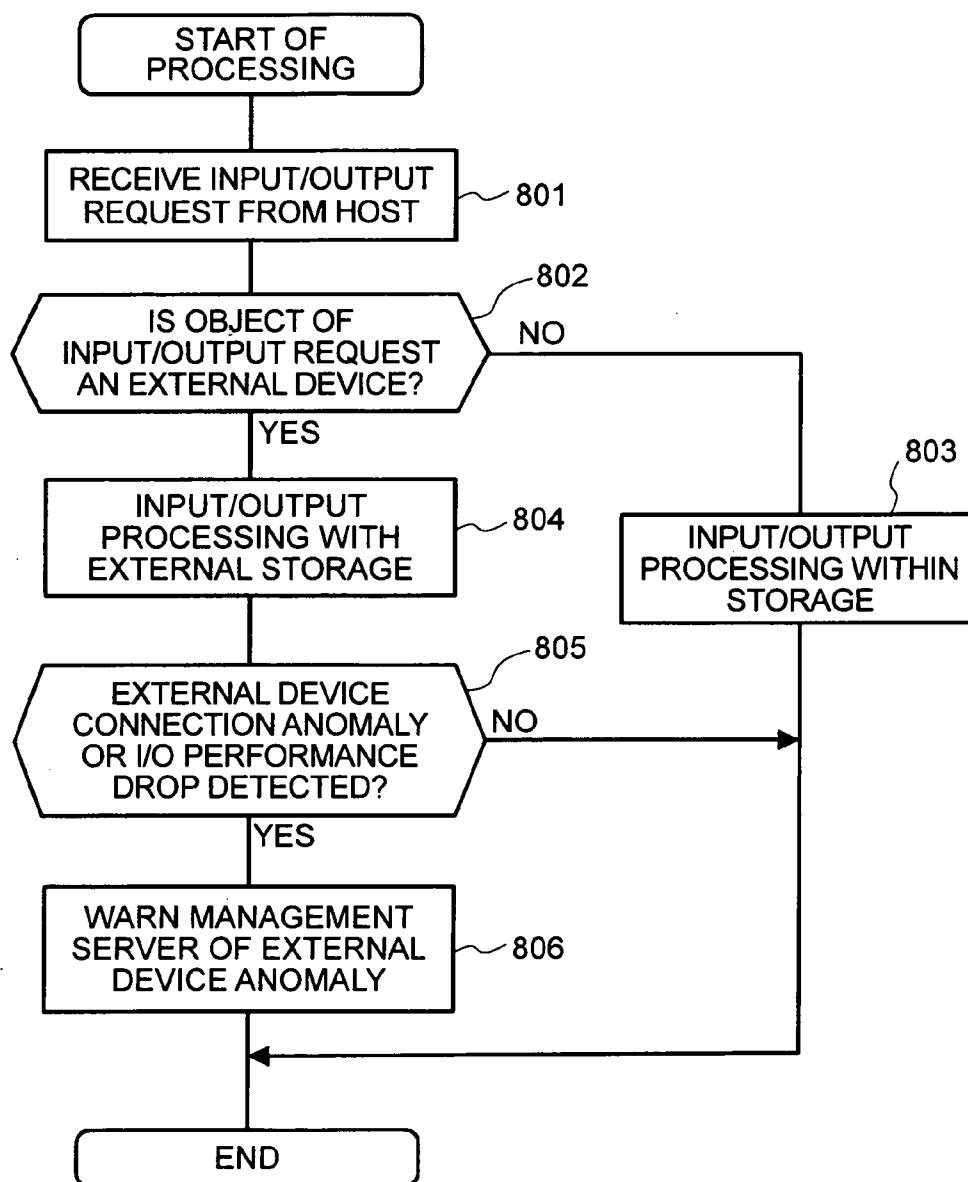 START OF
PROCESSING
RECEIVE INPUT/OUTPUT
REQUEST FROM HOST
801
802
IS OBJECT OF
INPUT/OUTPUT REQUEST
AN EXTERNAL DEVICE?
NO
YES
803
INPUT/OUTPUT
PROCESSING WITHIN
STORAGE
INPUT/OUTPUT
PROCESSING WITH
EXTERNAL STORAGE
804
805
EXTERNAL DEVICE
CONNECTION ANOMALY
OR I/O PERFORMANCE
DROP DETECTED?
NO
YES
WARN MANAGEMENT
SERVER OF EXTERNAL
DEVICE ANOMALY
806
END